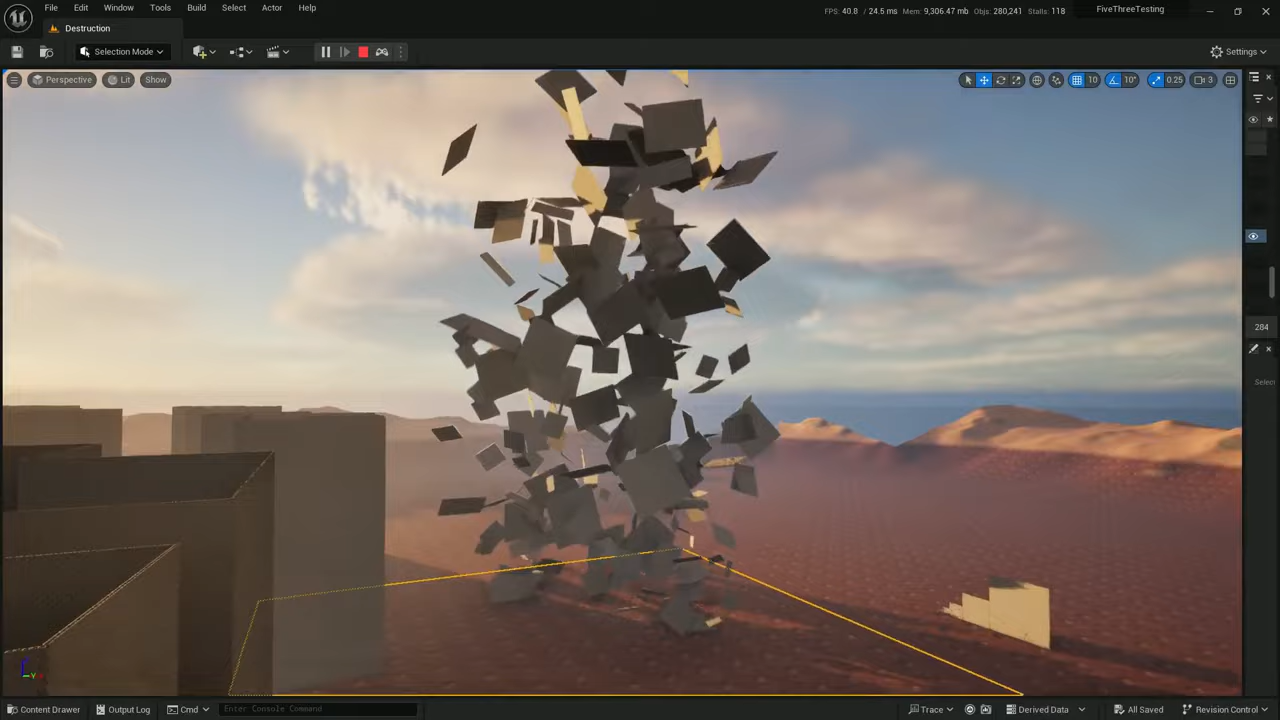 File Edit Window Tools Build Select Actor Help
FPS: 40.8 / 24.5 ms Mem: 9,306.47 mb Objs: 280,241 Stalls: 118
FiveThreeTesting
Destruction
Selection Mode
Settings
Perspective Lit Show
10 10° 0.25 3
284
Selec
Content Drawer Output Log Cmd Enter Console Command
Trace Derived Data All Saved Revision Control